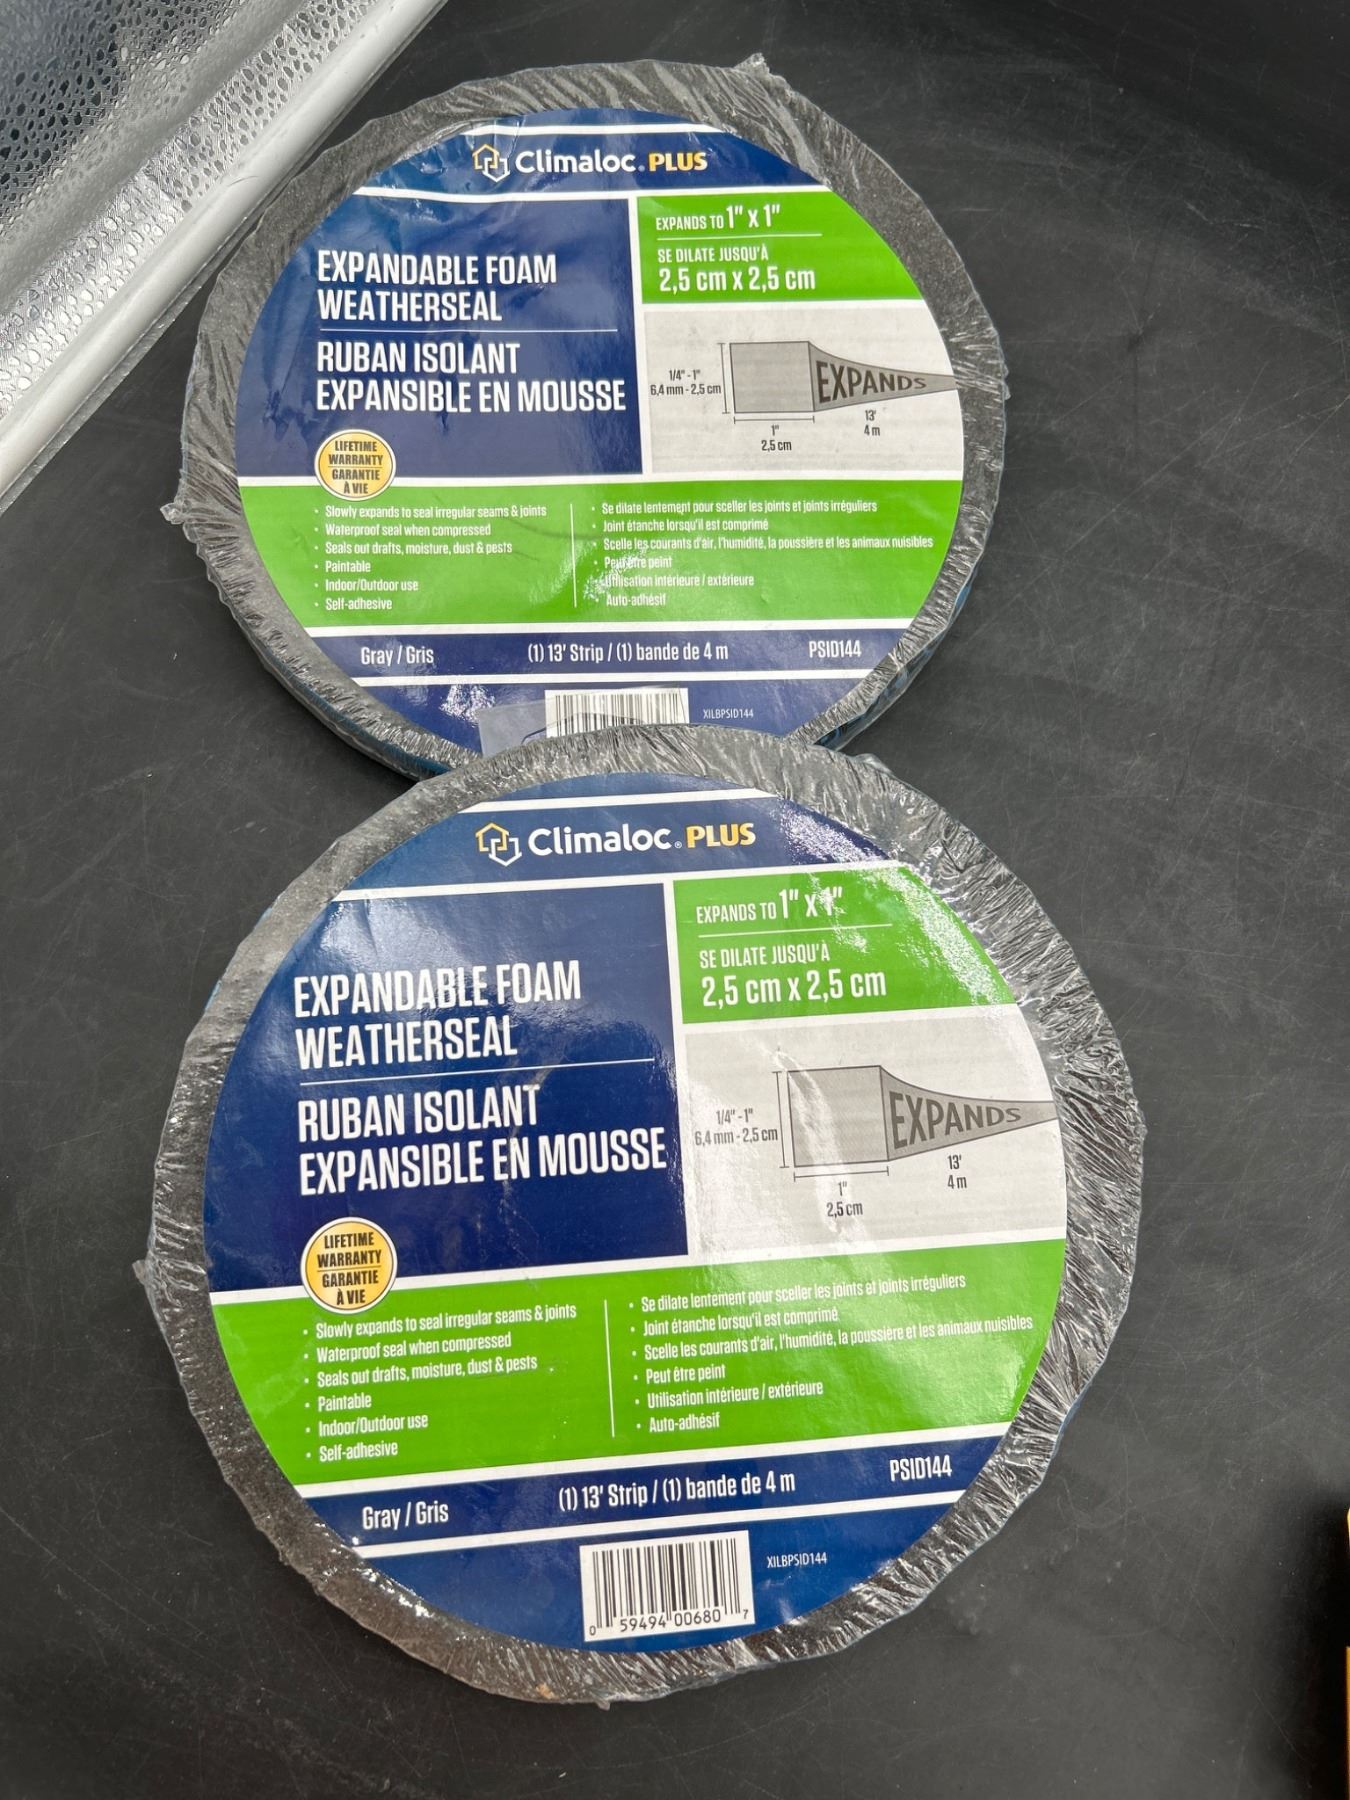 Climaloc. PLUS
EXPANDABLE FOAM
WEATHERSEAL
RUBAN ISOLANT
EXPANSIBLE EN MOUSSE
EXPANDS TO 1" X 1"
SE DILATE JUSQU'À
2,5 cm x 2,5 cm
1/4" - 1"
6,4 mm - 2,5 cm
EXPANDS
13'
4 m
1"
2,5 cm
LIFETIME
WARRANTY
GARANTIE
À VIE
• Slowly expands to seal irregular seams & joints
• Waterproof seal when compressed
• Seals out drafts, moisture, dust & pests
• Paintable
• Indoor/Outdoor use
• Self-adhesive
• Se dilate lentement pour sceller les joints et joints irréguliers
• Joint étanche lorsqu'il est comprimé
• Scelle les courants d'air, l'humidité, la poussière et les animaux nuisibles
• Peut être peint
• Utilisation intérieure / extérieure
• Auto-adhésif
Gray / Gris
(1) 13' Strip / (1) bande de 4 m
PSID144
XILBPSID144
Climaloc® PLUS
EXPANDABLE FOAM
WEATHERSEAL
RUBAN ISOLANT
EXPANSIBLE EN MOUSSE
EXPANDS TO 1" X 1"
SE DILATE JUSQU'À
2,5 cm x 2,5 cm
1/4" - 1"
6,4 mm - 2,5 cm
EXPANDS
13'
4 m
1"
2,5 cm
LIFETIME
WARRANTY
GARANTIE
À VIE
• Slowly expands to seal irregular seams & joints
• Waterproof seal when compressed
• Seals out drafts, moisture, dust & pests
• Paintable
• Indoor/Outdoor use
• Self-adhesive
• Se dilate lentement pour sceller les joints et joints irréguliers
• Joint étanche lorsqu'il est comprimé
• Scelle les courants d'air, l'humidité, la poussière et les animaux nuisibles
• Peut être peint
• Utilisation intérieure / extérieure
• Auto-adhésif
Gray / Gris
(1) 13' Strip / (1) bande de 4 m
PSID144
XILBPSID144
0 59494 00680 7